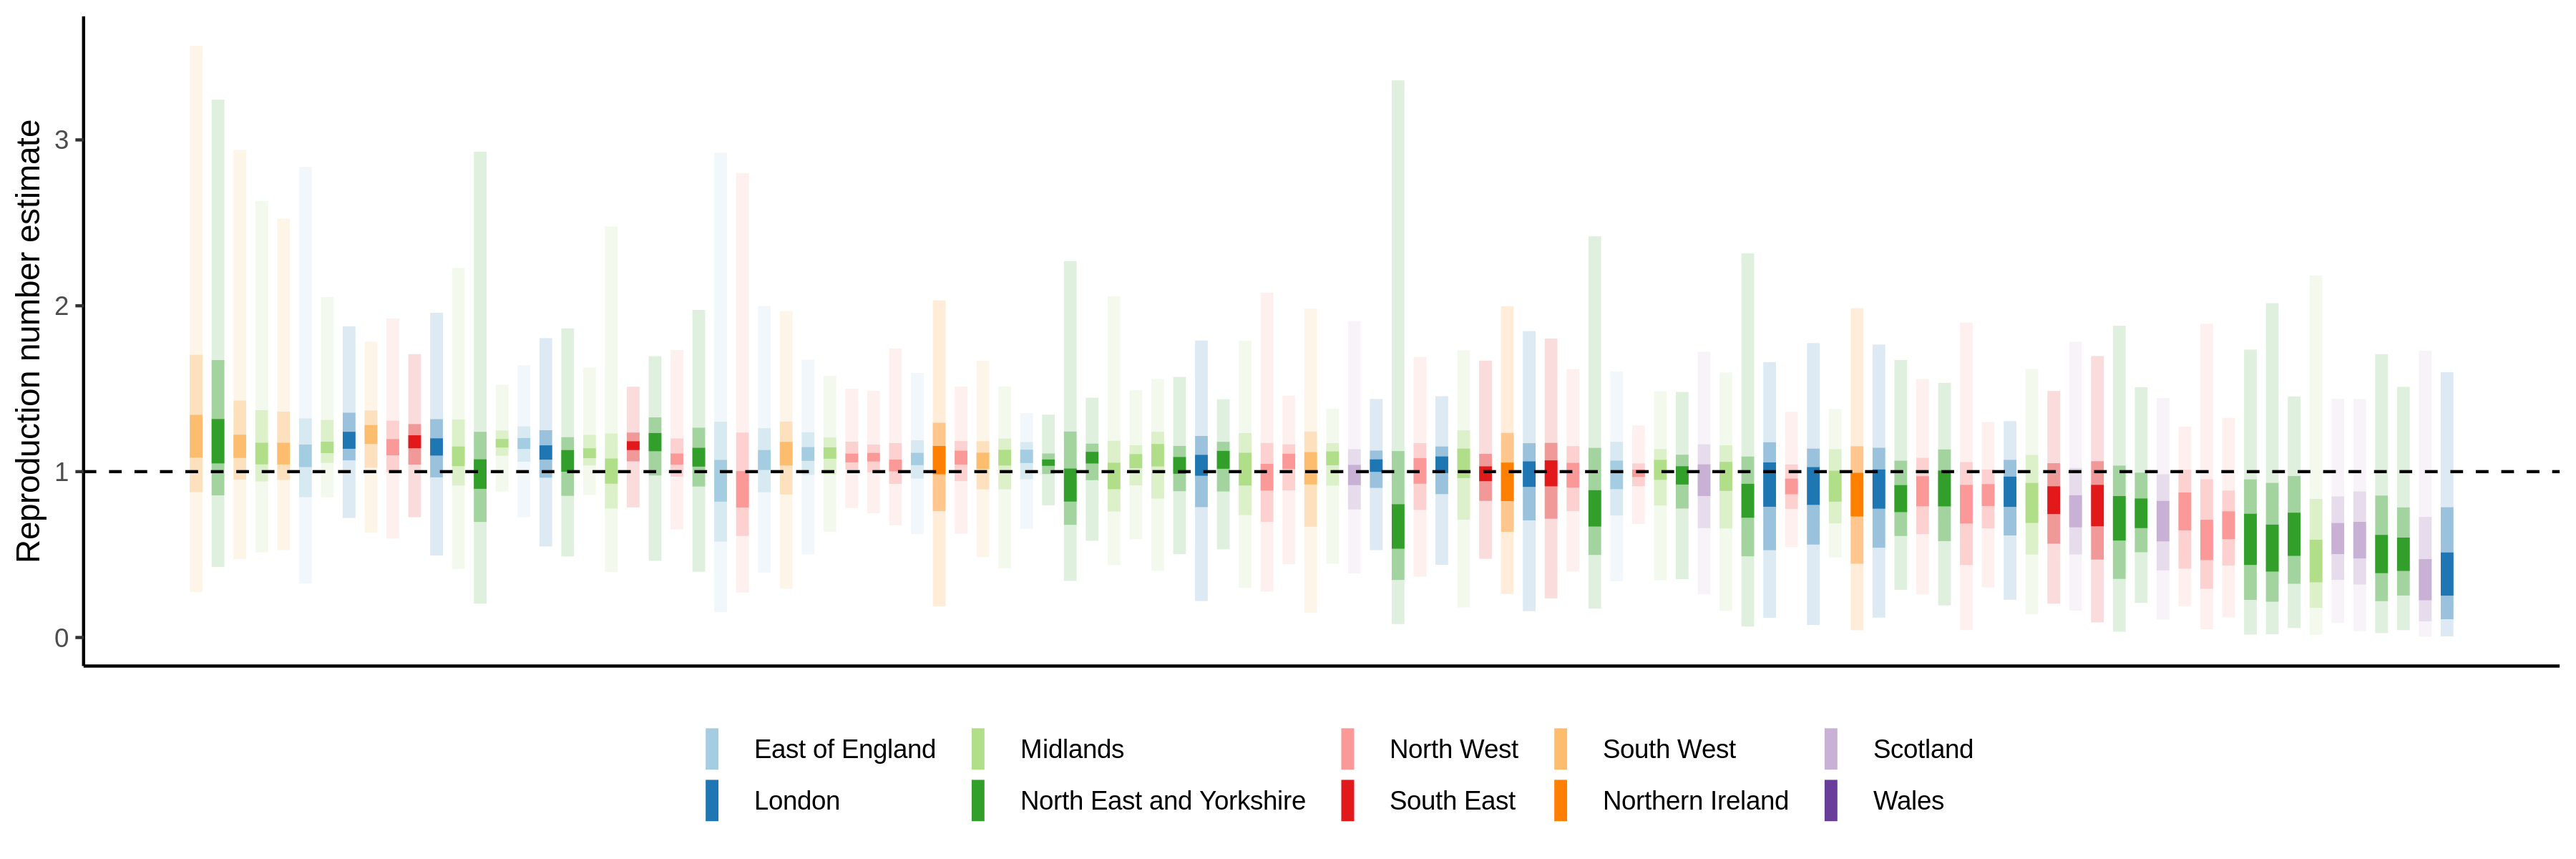 Reproduction number estimate
3
2
1
0
East of England
Midlands
North West
South West
Scotland
London
North East and Yorkshire
South East
Northern Ireland
Wales